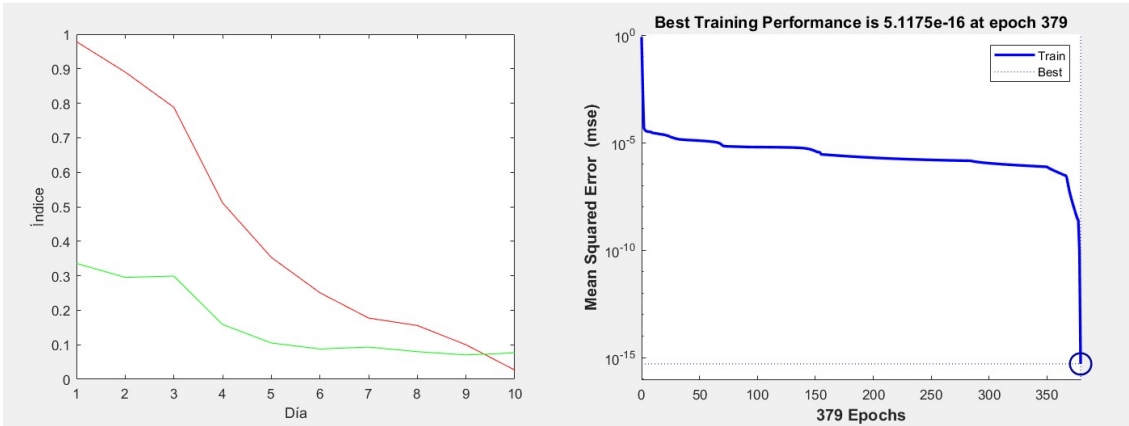 1
0.9
0.8
0.7
0.6
0.5
0.4
0.3
0.2
0.1
0
Índice
1 2 3 4 5 6 7 8 9 10
Día
Best Training Performance is 5.1175e-16 at epoch 379
Train
Best
10^0
10^-5
10^-10
10^-15
Mean Squared Error (mse)
0 50 100 150 200 250 300 350
379 Epochs